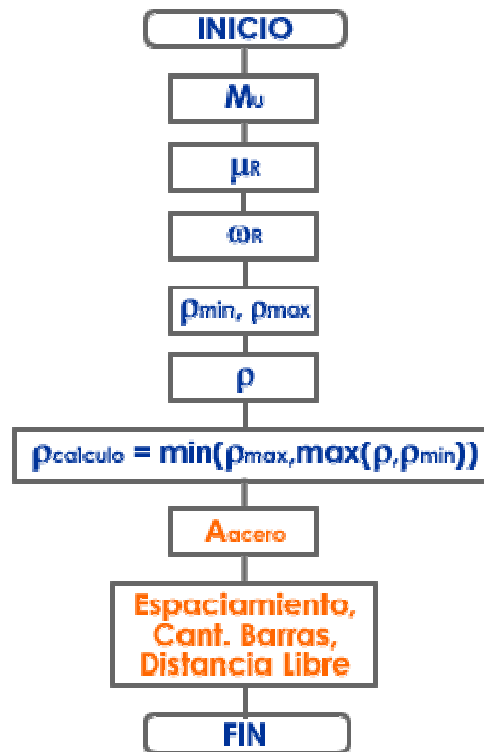 INICIO
Mu
μR
ωR
ρmin, ρmax
ρ
ρcalculo = min(ρmax,max(ρ,ρmin))
Aacero
Espaciamiento,
Cant. Barras,
Distancia Libre
FIN